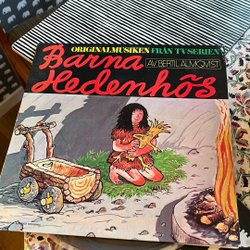 ORIGINALMUSIKEN FRÅN TV-SERIEN
Barna
AV BERTIL ALMQVIST
Hedenhös